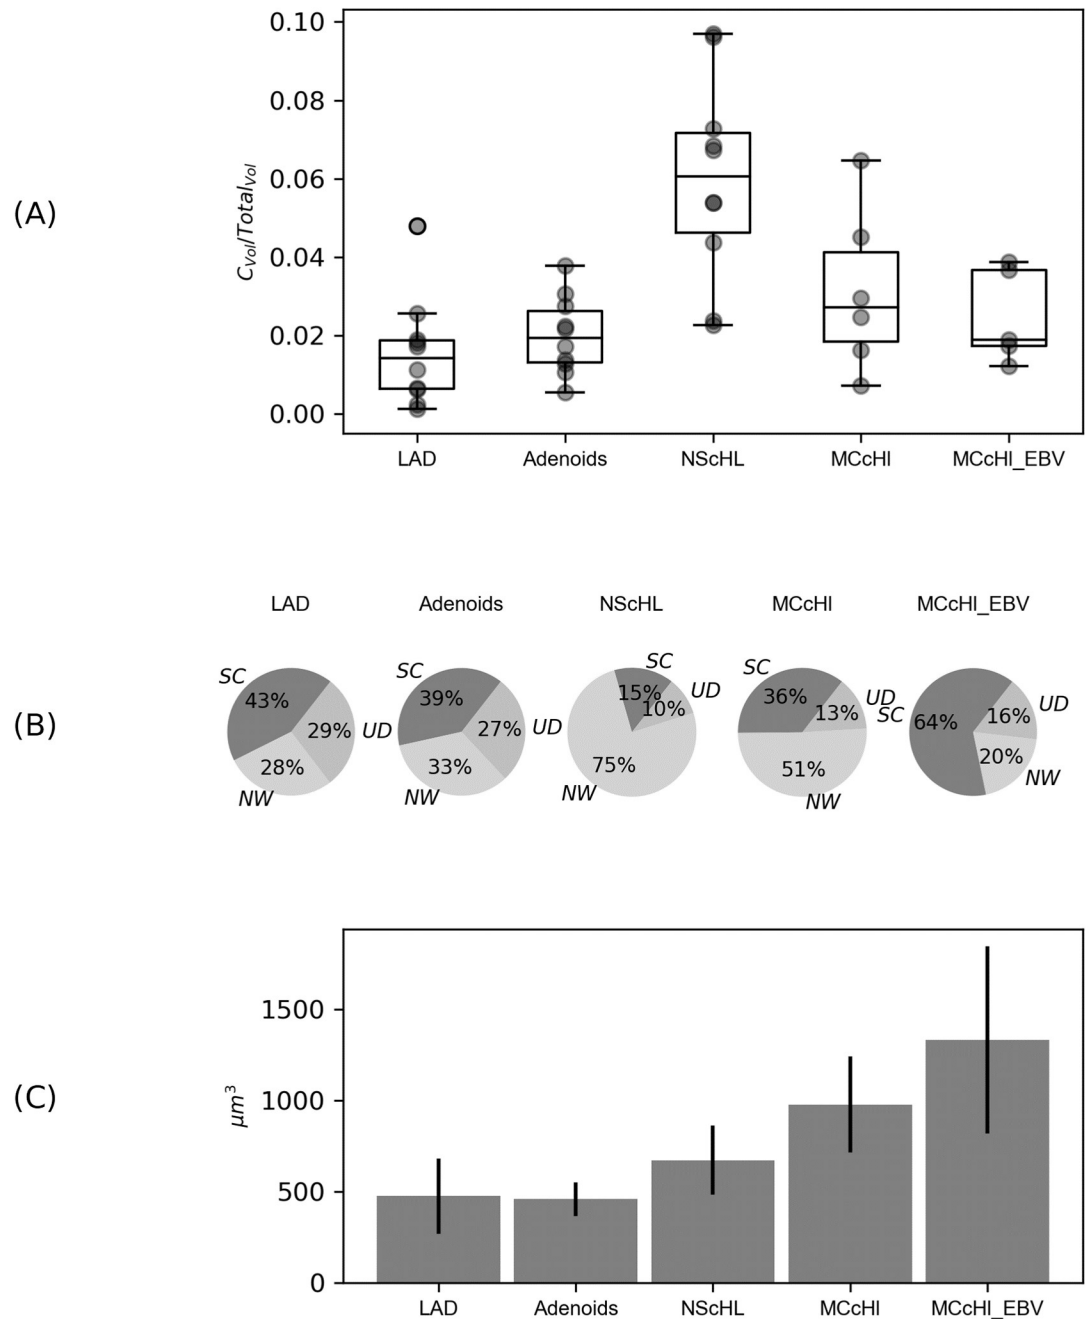 (A)
C_Vol/Total_Vol
0.10
0.08
0.06
0.04
0.02
0.00
LAD Adenoids NScHL MCcHl MCcHl_EBV
(B)
LAD Adenoids NScHL MCcHl MCcHl_EBV
SC 43% UD 29% NW 28%
SC 39% UD 27% NW 33%
SC 15% UD 10% NW 75%
SC 36% UD 13% NW 51%
SC 64% UD 16% NW 20%
(C)
μm³
1500
1000
500
0
LAD Adenoids NScHL MCcHl MCcHl_EBV